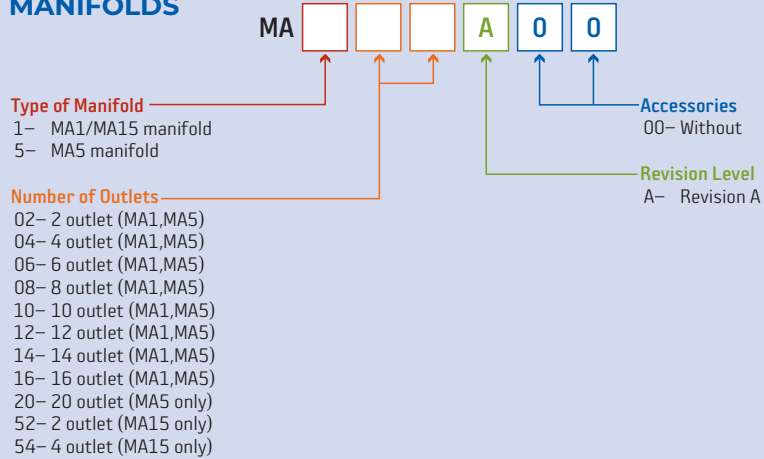 MANIFOLDS
MA A 0 0
Type of Manifold
1– MA1/MA15 manifold
5– MA5 manifold
Number of Outlets
02– 2 outlet (MA1,MA5)
04– 4 outlet (MA1,MA5)
06– 6 outlet (MA1,MA5)
08– 8 outlet (MA1,MA5)
10– 10 outlet (MA1,MA5)
12– 12 outlet (MA1,MA5)
14– 14 outlet (MA1,MA5)
16– 16 outlet (MA1,MA5)
20– 20 outlet (MA5 only)
52– 2 outlet (MA15 only)
54– 4 outlet (MA15 only)
Accessories
00– Without
Revision Level
A– Revision A